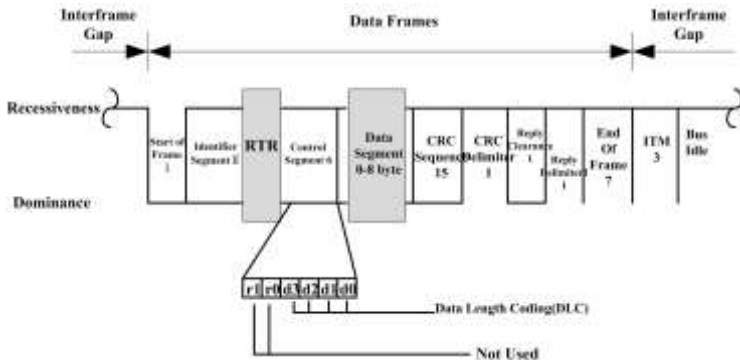 Interframe
Gap
Data Frames
Interframe
Gap
Recessiveness
Start of
Frame
1
Identifier
Segment
RTR
Control
Segment 6
Data
Segment
0-8 byte
CRC
Sequence
15
CRC
Delimiter
1
Reply
Clearance
1
Reply
Delimited
1
End
Of
Frame
7
ITM
3
Bus
Idle
Dominance
r1 r0 d3 d2 d1 d0
Data Length Coding(DLC)
Not Used